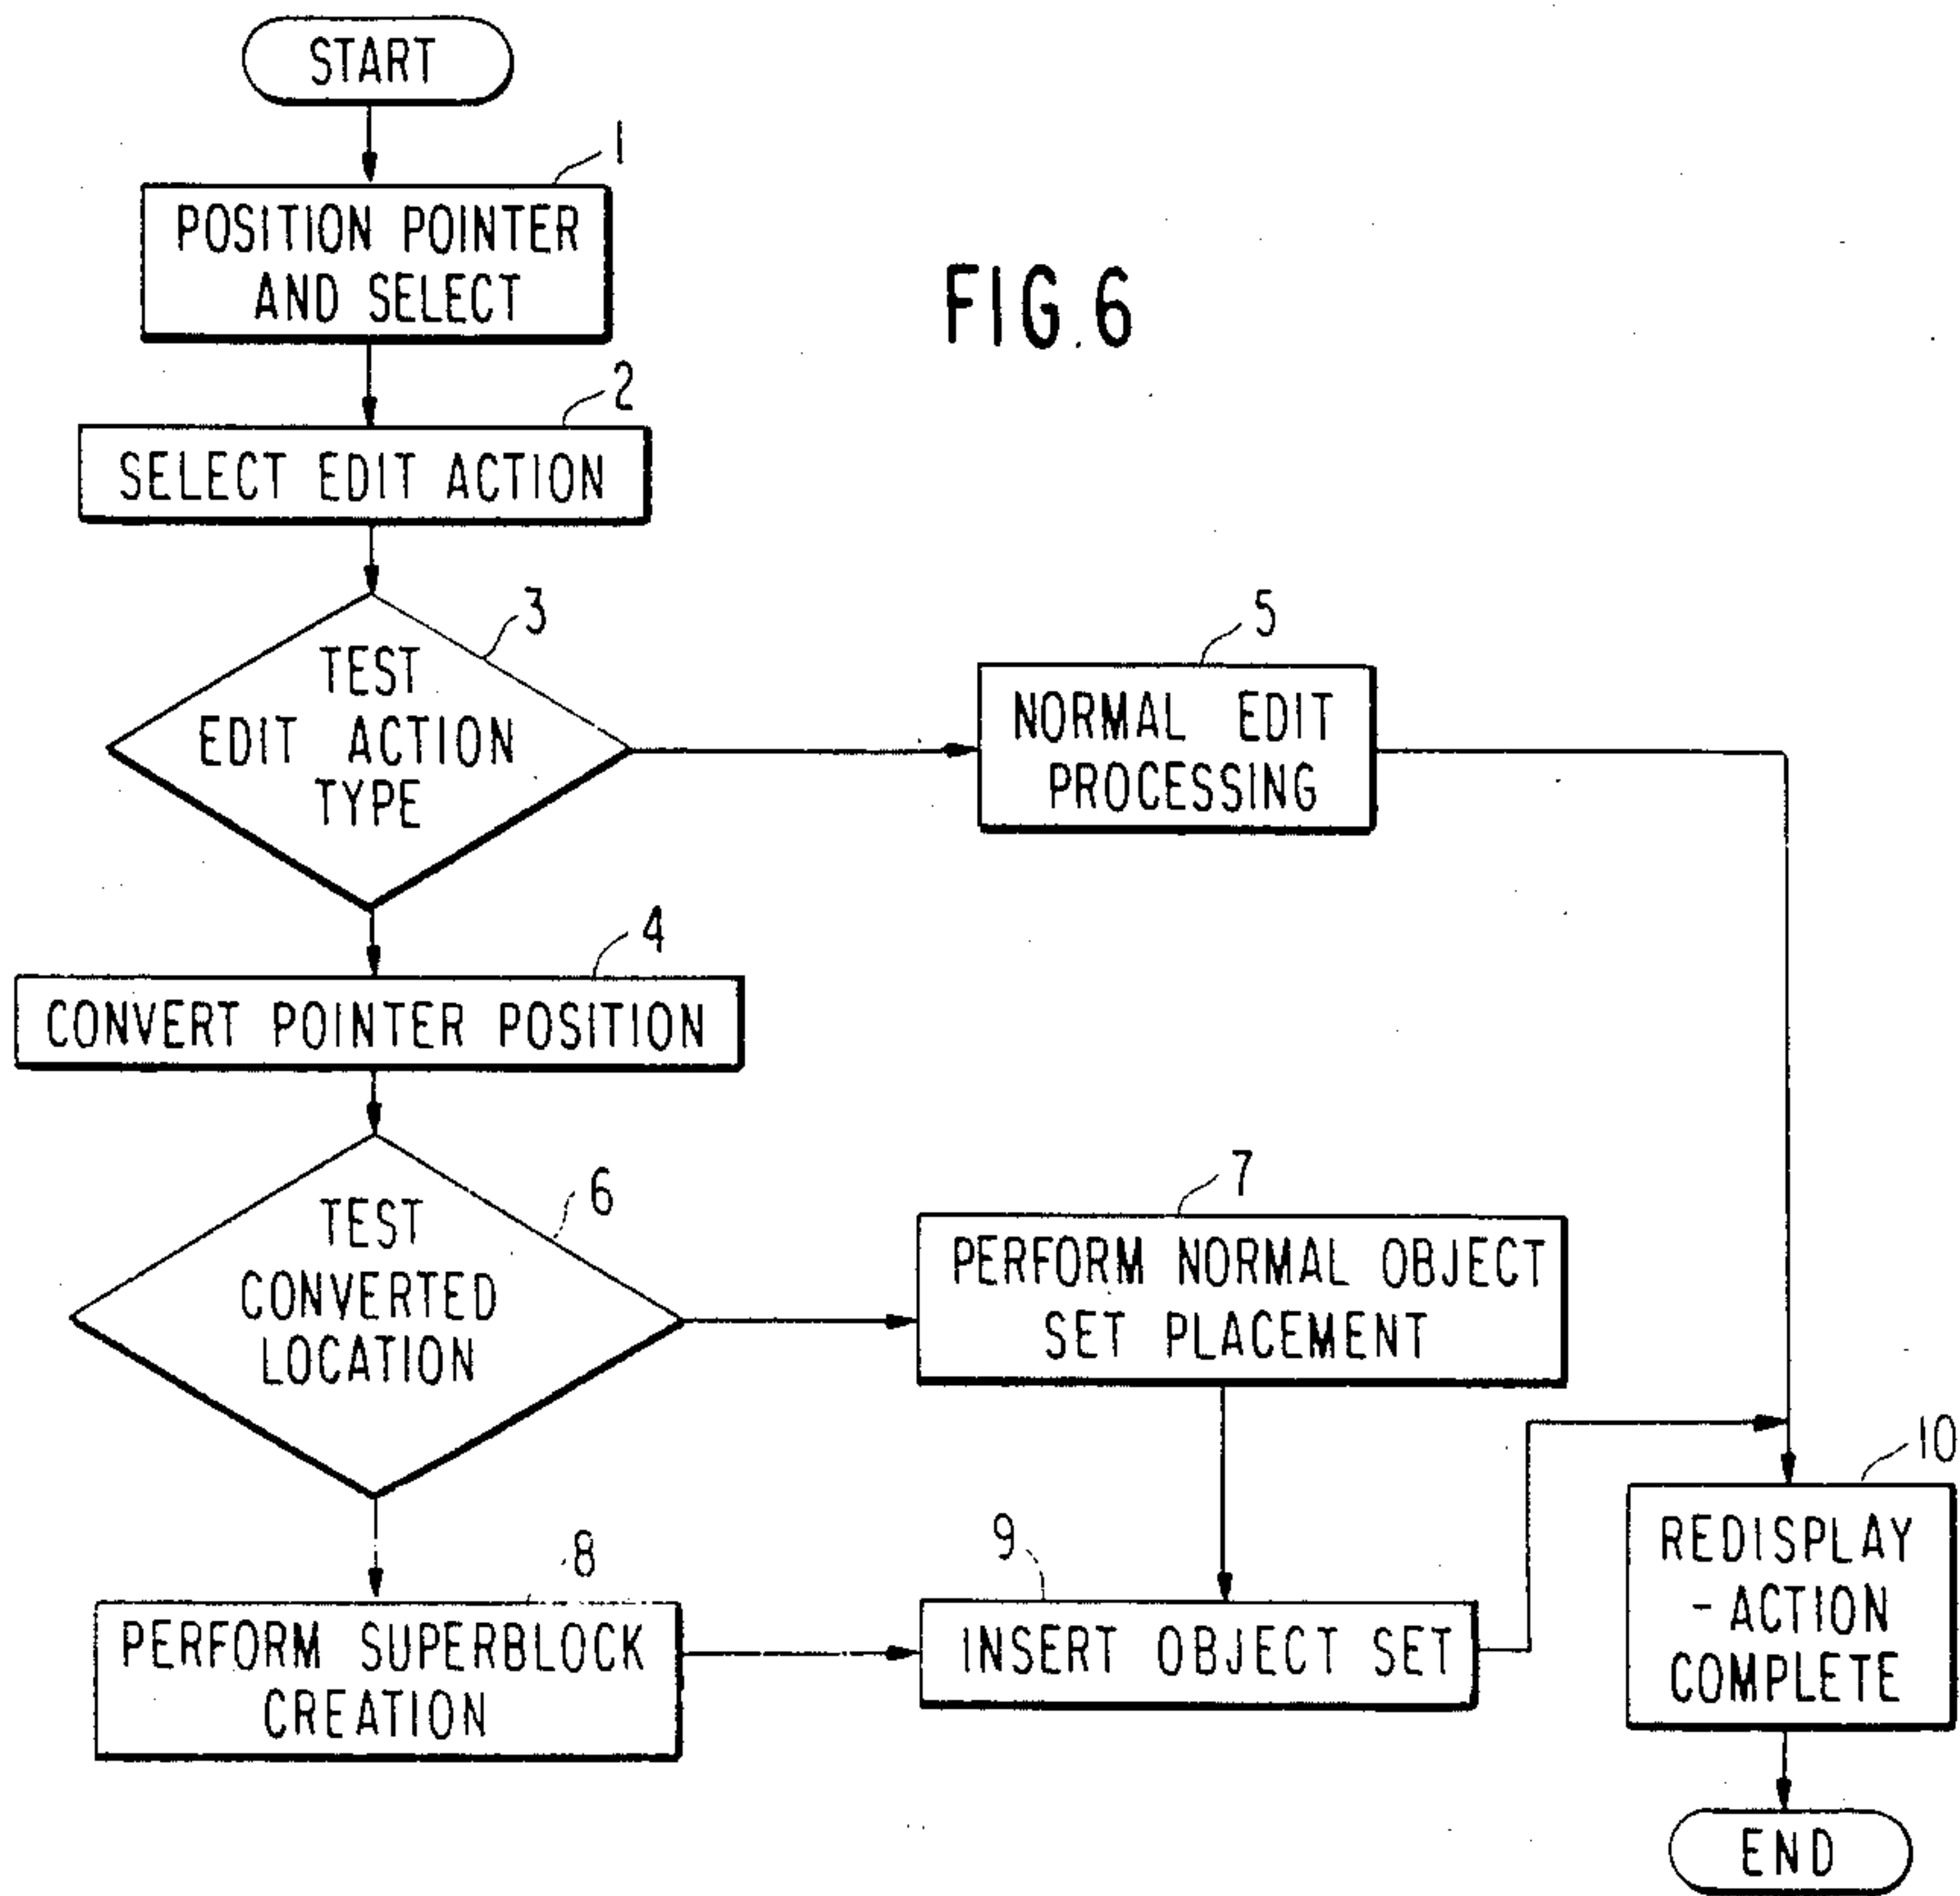 START
1
POSITION POINTER
AND SELECT
FIG.6
2
SELECT EDIT ACTION
3
TEST
EDIT ACTION
TYPE
5
NORMAL EDIT
PROCESSING
4
CONVERT POINTER POSITION
6
TEST
CONVERTED
LOCATION
7
PERFORM NORMAL OBJECT
SET PLACEMENT
8
PERFORM SUPERBLOCK
CREATION
9
INSERT OBJECT SET
10
REDISPLAY
-ACTION
COMPLETE
END